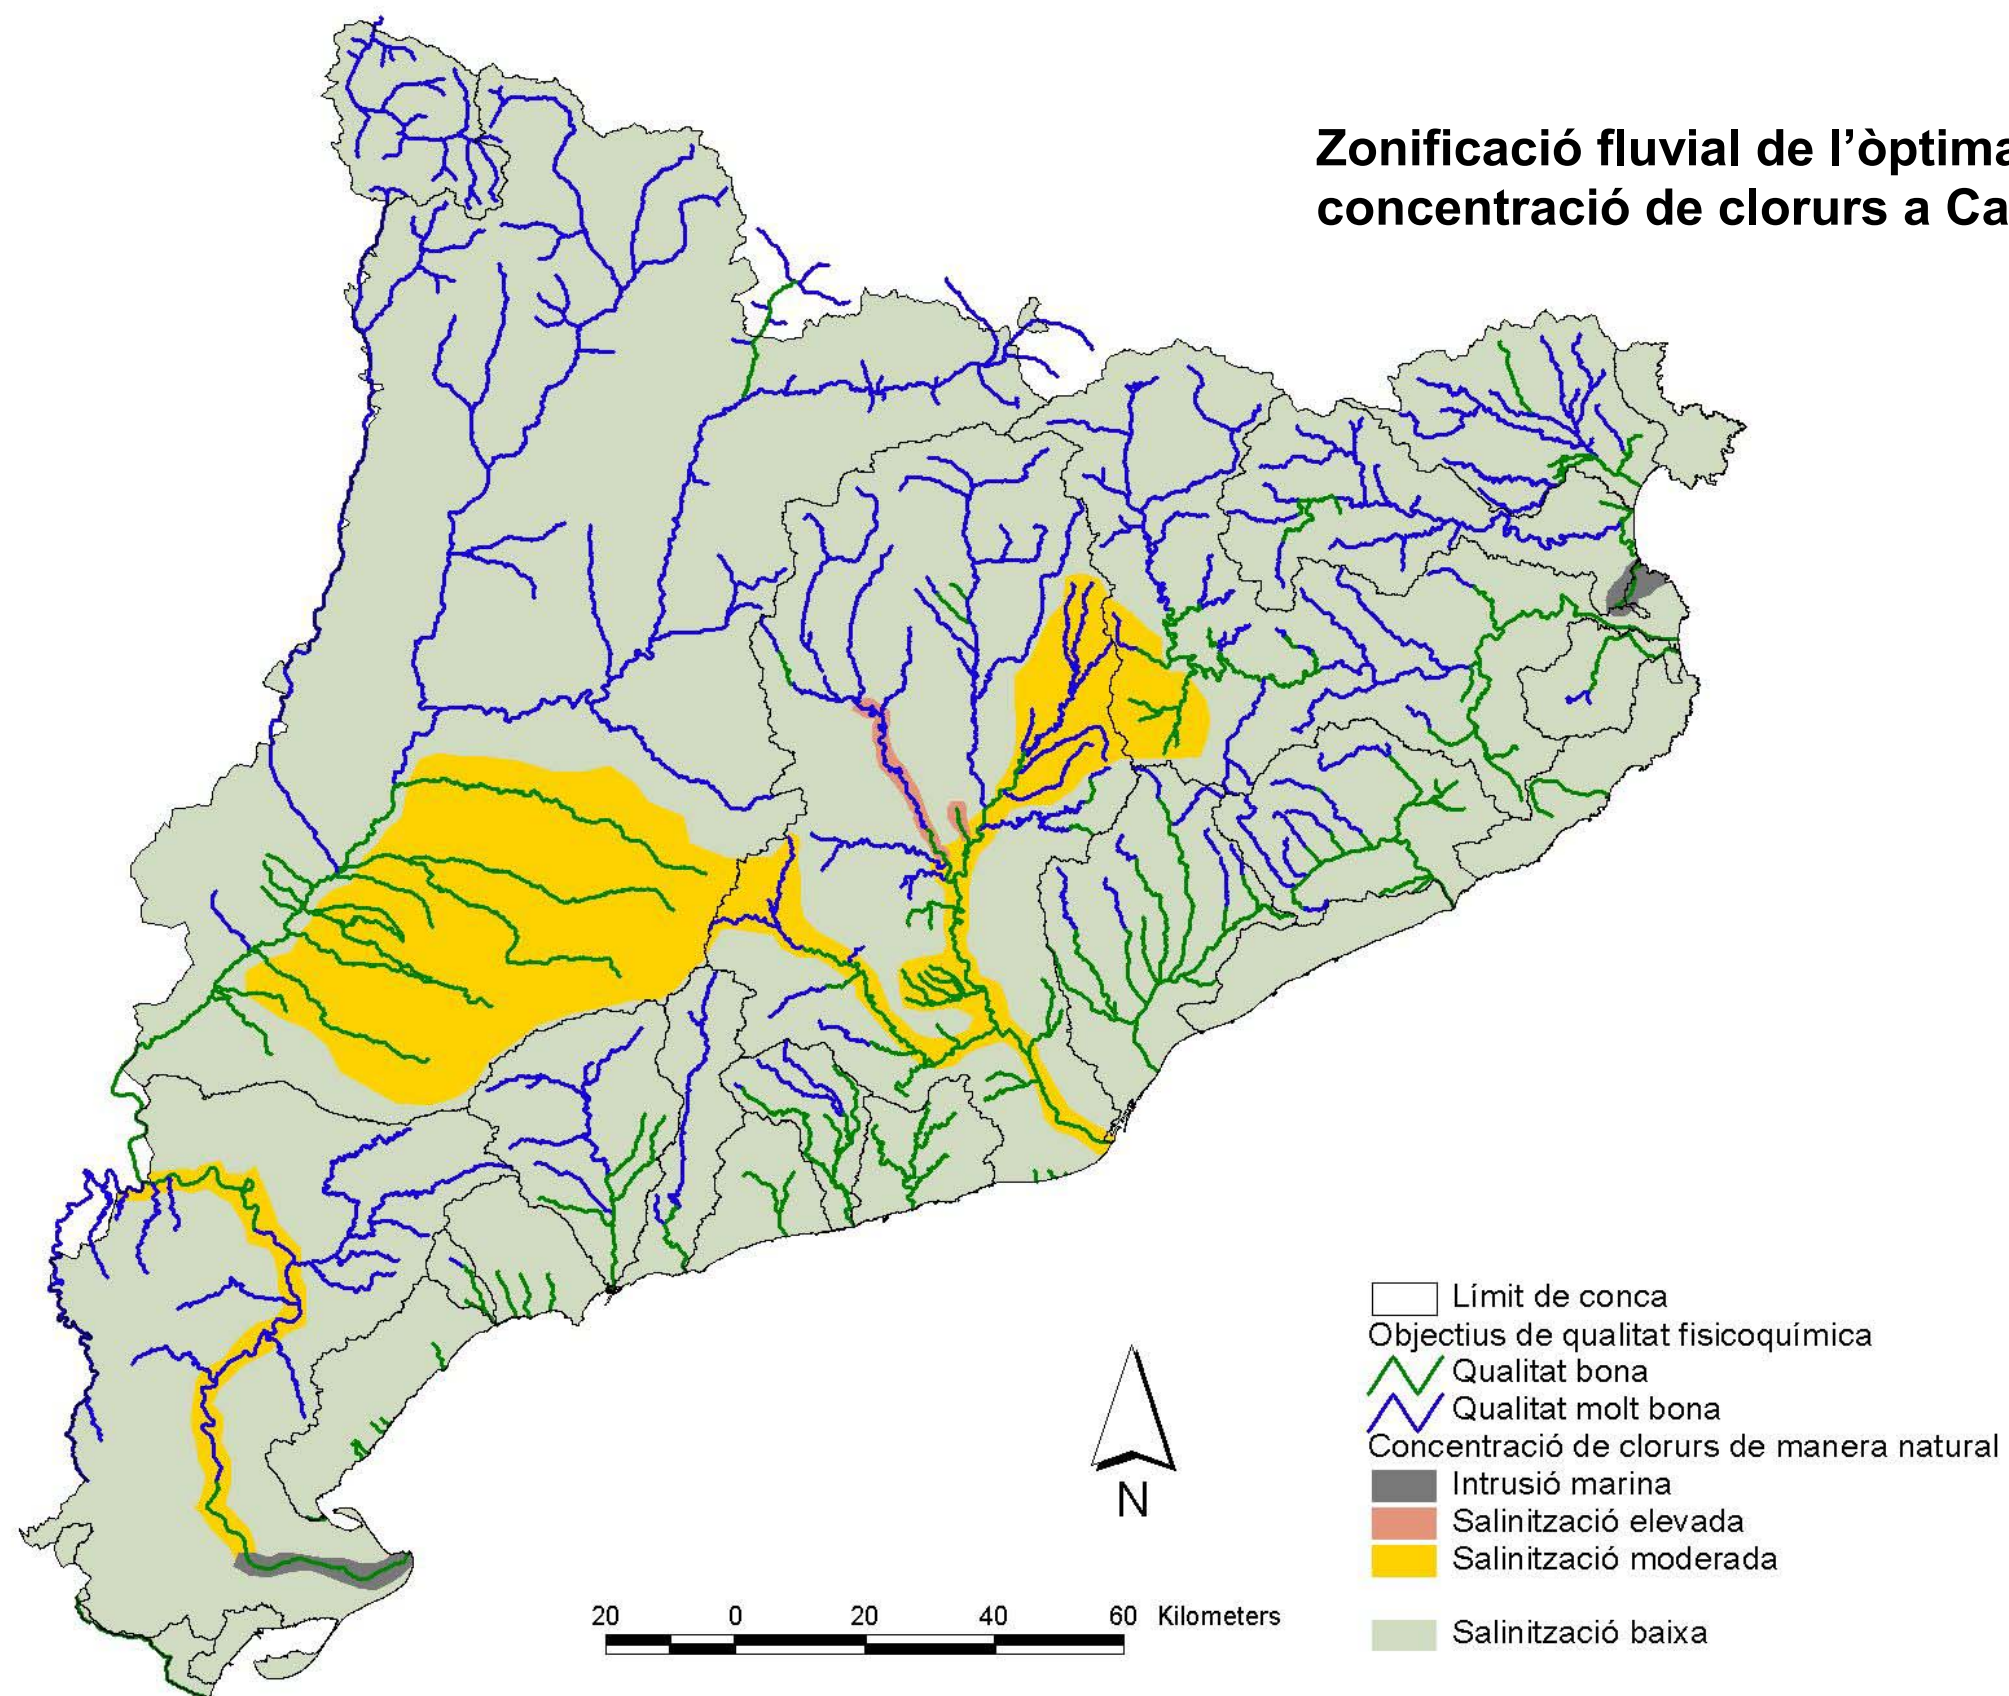 Zonificació fluvial de l’òptima
concentració de clorurs a Ca
Límit de conca
Objectius de qualitat fisicoquímica
Qualitat bona
Qualitat molt bona
Concentració de clorurs de manera natural
Intrusió marina
Salinització elevada
Salinització moderada
Salinització baixa
N
20 0 20 40 60 Kilometers